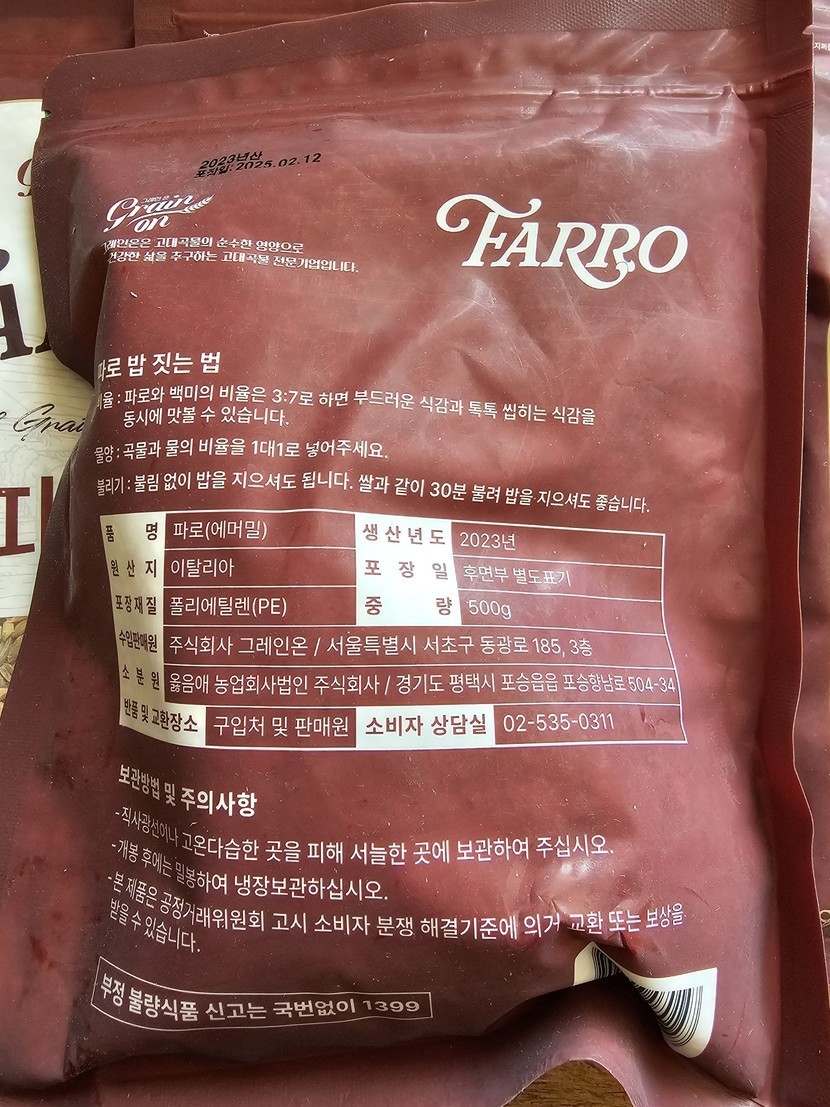 2023년산
포장일: 2025.02.12
그레인 온
Grain on
그레인온은 고대곡물의 순수한 영양으로
건강한 삶을 추구하는 고대곡물 전문기업입니다.
FARRO
파로 밥 짓는 법
비율 : 파로와 백미의 비율은 3:7로 하면 부드러운 식감과 톡톡 씹히는 식감을
동시에 맛볼 수 있습니다.
물양 : 곡물과 물의 비율을 1대1로 넣어주세요.
불리기 : 불림 없이 밥을 지으셔도 됩니다. 쌀과 같이 30분 불려 밥을 지으셔도 좋습니다.
품 명 파로(에머밀) 생산년도 2023년
원산지 이탈리아 포장일 후면부 별도표기
포장재질 폴리에틸렌(PE) 중량 500g
수입판매원 주식회사 그레인온 / 서울특별시 서초구 동광로 185, 3층
소분원 옳음애 농업회사법인 주식회사 / 경기도 평택시 포승읍읍 포승향남로 504-34
반품 및 교환장소 구입처 및 판매원 소비자 상담실 02-535-0311
보관방법 및 주의사항
- 직사광선이나 고온다습한 곳을 피해 서늘한 곳에 보관하여 주십시오.
- 개봉 후에는 밀봉하여 냉장보관하십시오.
- 본 제품은 공정거래위원회 고시 소비자 분쟁 해결기준에 의거 교환 또는 보상을
받을 수 있습니다.
부정 불량식품 신고는 국번없이 1399